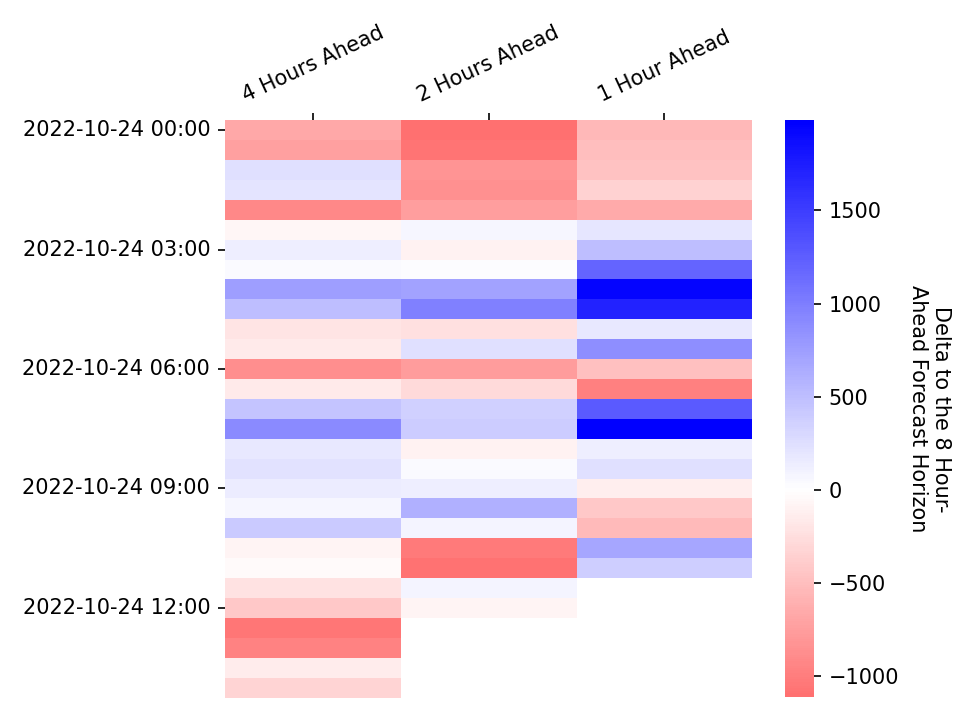 4 Hours Ahead
2 Hours Ahead
1 Hour Ahead
2022-10-24 00:00
2022-10-24 03:00
2022-10-24 06:00
2022-10-24 09:00
2022-10-24 12:00
1500
1000
500
0
−500
−1000
Delta to the 8 Hour-
Ahead Forecast Horizon